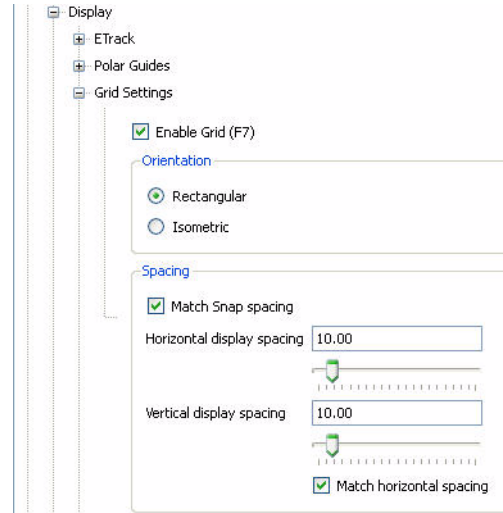 Display
ETrack
Polar Guides
Grid Settings
Enable Grid (F7)
Orientation
Rectangular
Isometric
Spacing
Match Snap spacing
Horizontal display spacing 10.00
Vertical display spacing 10.00
Match horizontal spacing